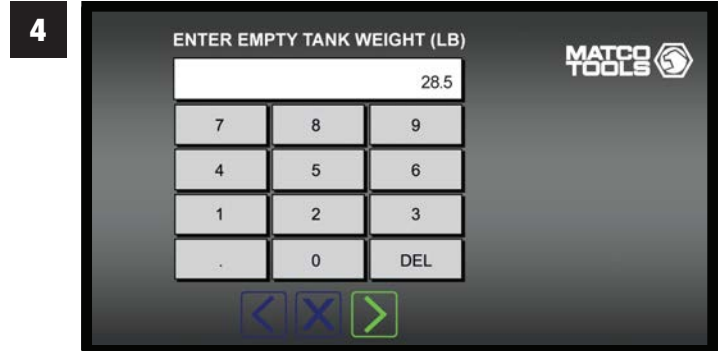 4
ENTER EMPTY TANK WEIGHT (LB)
MATCO
TOOLS
28.5
7 8 9
4 5 6
1 2 3
. 0 DEL